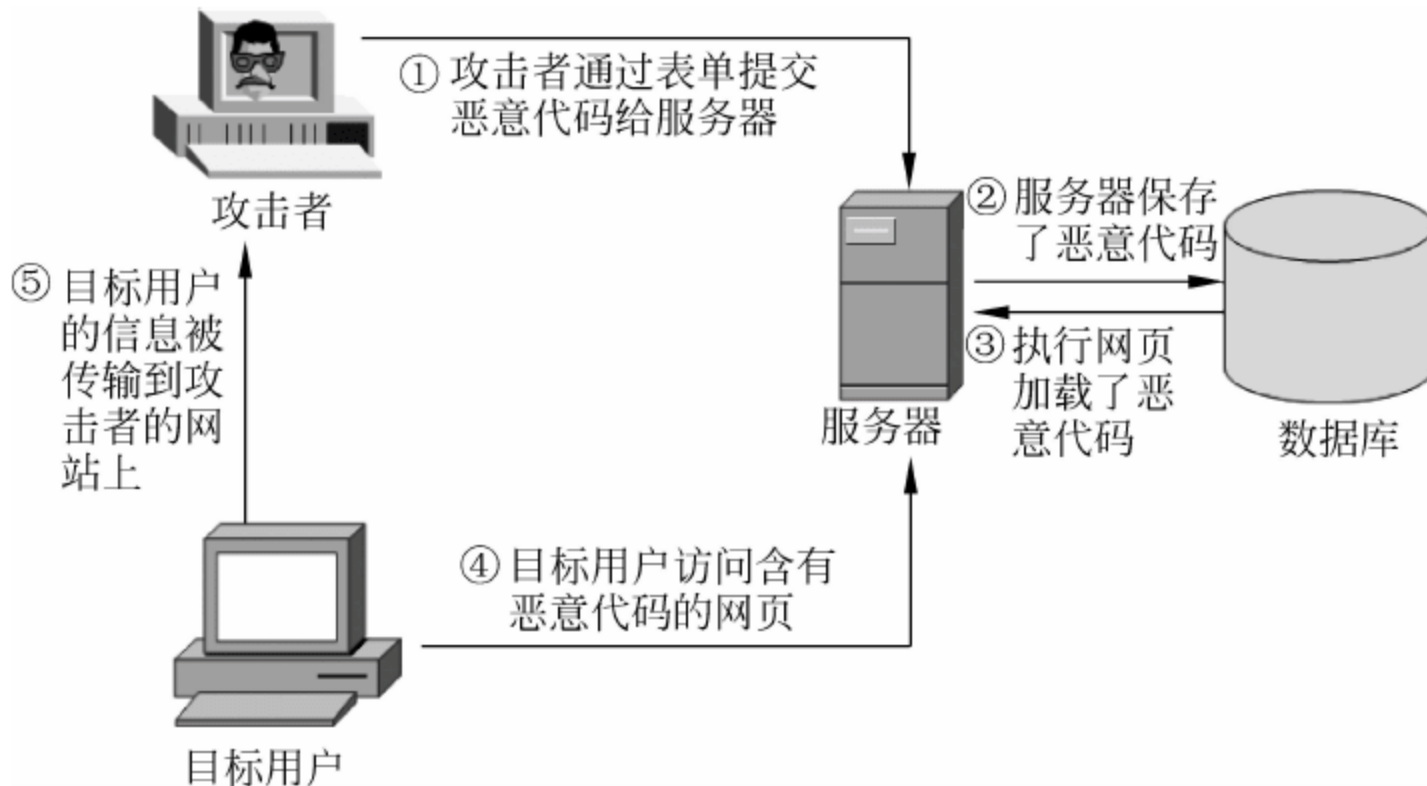 ① 攻击者通过表单提交
恶意代码给服务器
攻击者
② 服务器保存
了恶意代码
③ 执行网页
加载了恶
意代码
服务器
数据库
⑤ 目标用户
的信息被
传输到攻
击者的网
站上
④ 目标用户访问含有
恶意代码的网页
目标用户